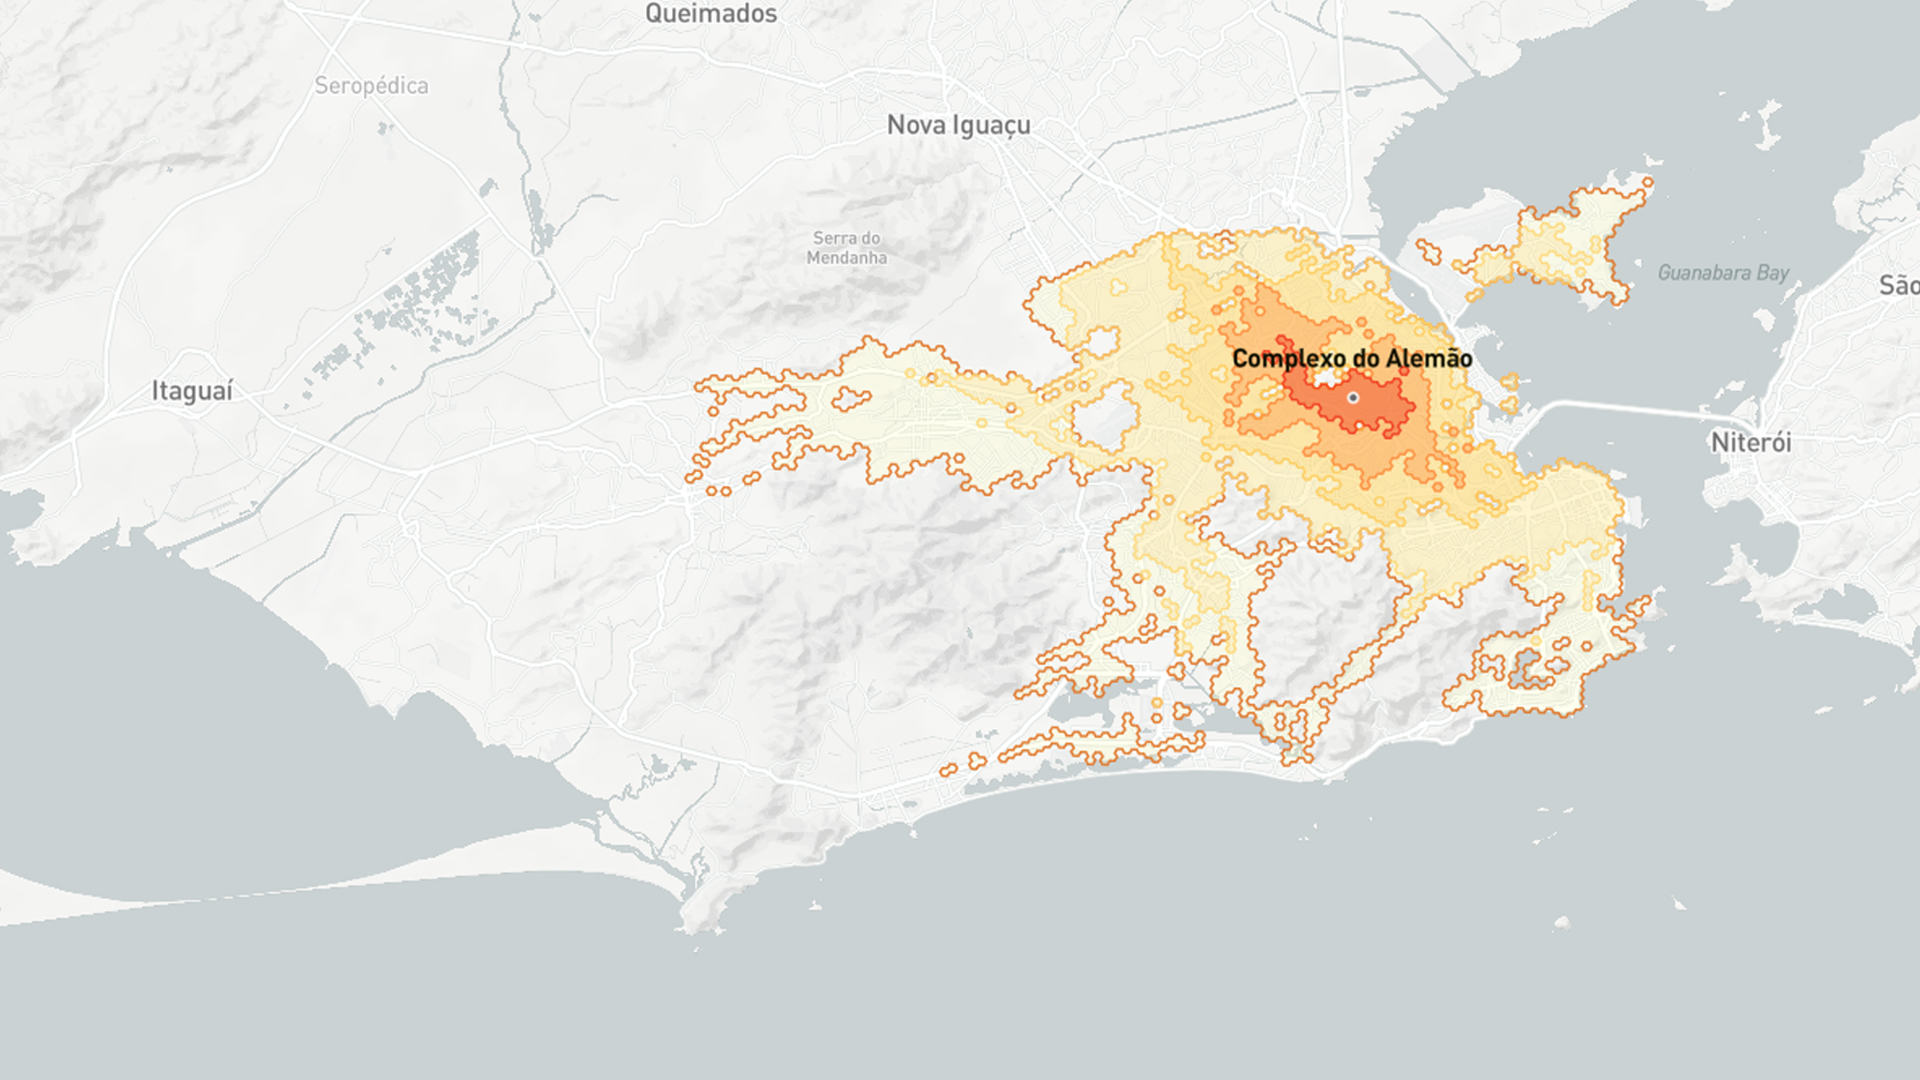 Queimados
Seropédica
Nova Iguaçu
Serra do
Mendanha
Guanabara Bay
São
Complexo do Alemão
Itaguaí
Niterói